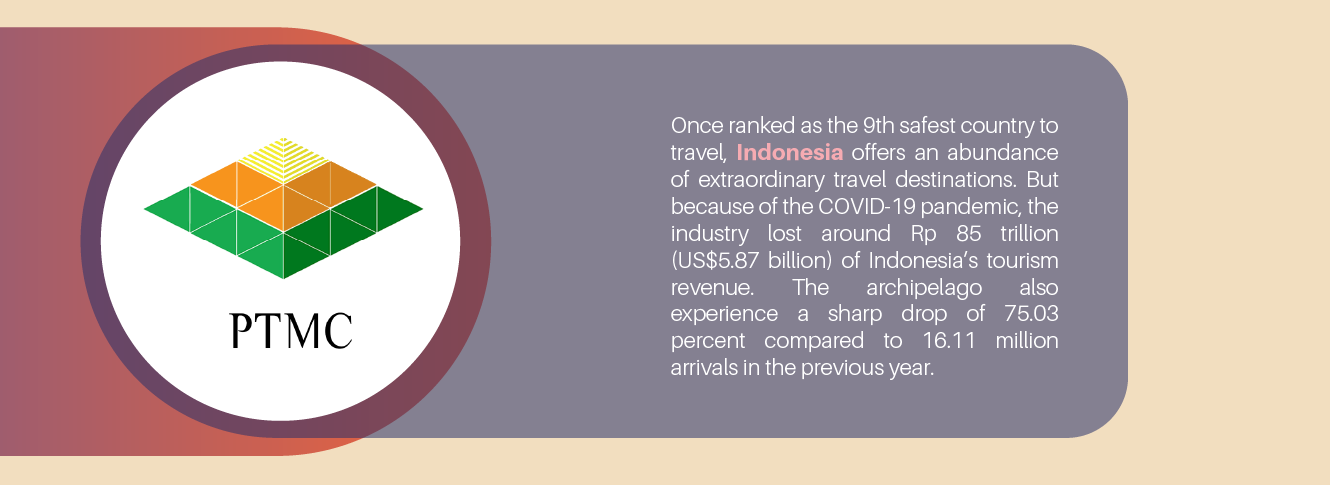 PTMC
Once ranked as the 9th safest country to
travel, Indonesia offers an abundance
of extraordinary travel destinations. But
because of the COVID-19 pandemic, the
industry lost around Rp 85 trillion
(US$5.87 billion) of Indonesia's tourism
revenue. The archipelago also
experience a sharp drop of 75.03
percent compared to 16.11 million
arrivals in the previous year.